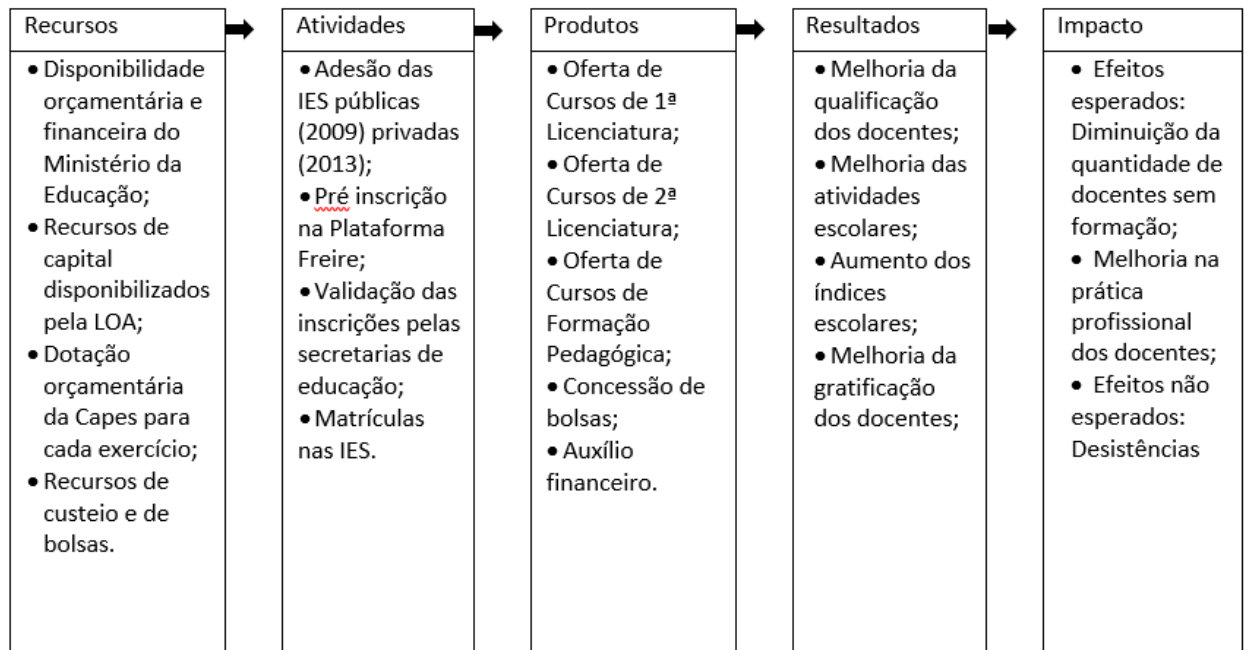 Recursos
• Disponibilidade
orçamentária e
financeira do
Ministério da
Educação;
• Recursos de
capital
disponibilizados
pela LOA;
• Dotação
orçamentária
da Capes para
cada exercício;
• Recursos de
custeio e de
bolsas.
Atividades
• Adesão das
IES públicas
(2009) privadas
(2013);
• Pré inscrição
na Plataforma
Freire;
• Validação das
inscrições pelas
secretarias de
educação;
• Matrículas
nas IES.
Produtos
• Oferta de
Cursos de 1ª
Licenciatura;
• Oferta de
Cursos de 2ª
Licenciatura;
• Oferta de
Cursos de
Formação
Pedagógica;
• Concessão de
bolsas;
• Auxílio
financeiro.
Resultados
• Melhoria da
qualificação
dos docentes;
• Melhoria das
atividades
escolares;
• Aumento dos
índices
escolares;
• Melhoria da
gratificação
dos docentes;
Impacto
• Efeitos
esperados:
Diminuição da
quantidade de
docentes sem
formação;
• Melhoria na
prática
profissional
dos docentes;
• Efeitos não
esperados:
Desistências